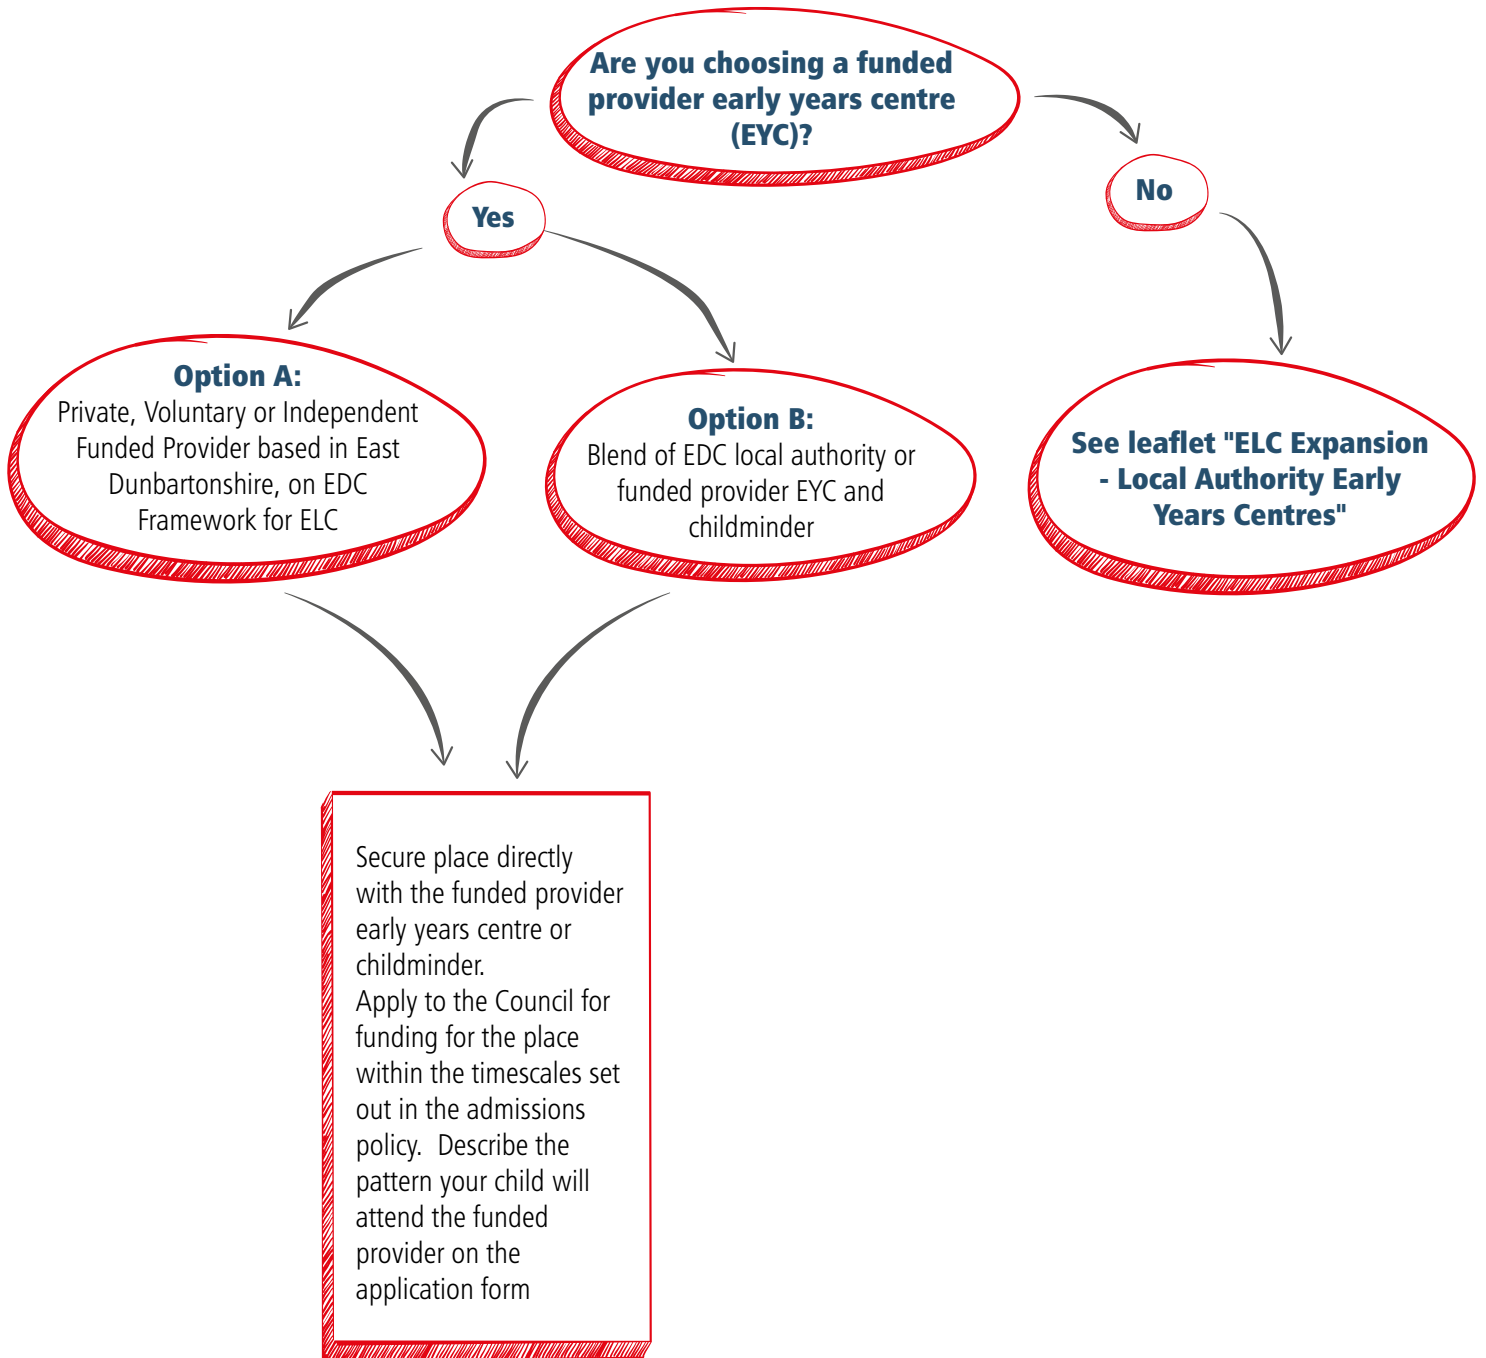 Are you choosing a funded
provider early years centre
(EYC)?
Yes
No
Option A:
Private, Voluntary or Independent
Funded Provider based in East
Dunbartonshire, on EDC
Framework for ELC
Option B:
Blend of EDC local authority or
funded provider EYC and
childminder
See leaflet "ELC Expansion
- Local Authority Early
Years Centres"
Secure place directly
with the funded provider
early years centre or
childminder.
Apply to the Council for
funding for the place
within the timescales set
out in the admissions
policy.  Describe the
pattern your child will
attend the funded
provider on the
application form